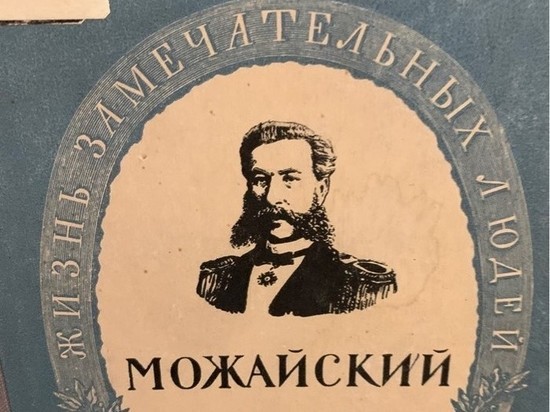 ЖИЗНЬ ЗАМЕЧАТЕЛЬНЫХ ЛЮДЕЙ
МОЖАЙСКИЙ